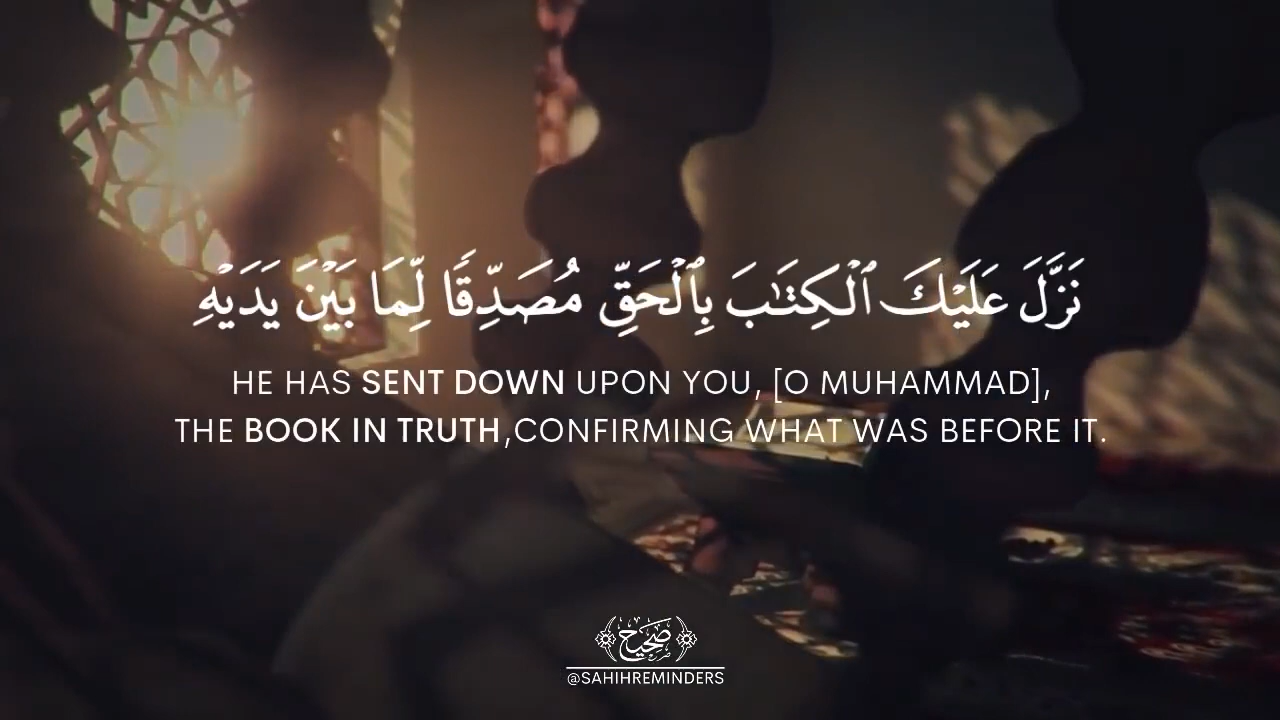 نَزَّلَ عَلَيْكَ ٱلْكِتَـٰبَ بِٱلْحَقِّ مُصَدِّقًا لِّمَا بَيْنَ يَدَيْهِ
HE HAS SENT DOWN UPON YOU, [O MUHAMMAD],
THE BOOK IN TRUTH,CONFIRMING WHAT WAS BEFORE IT.
صحيح
@SAHIHREMINDERS